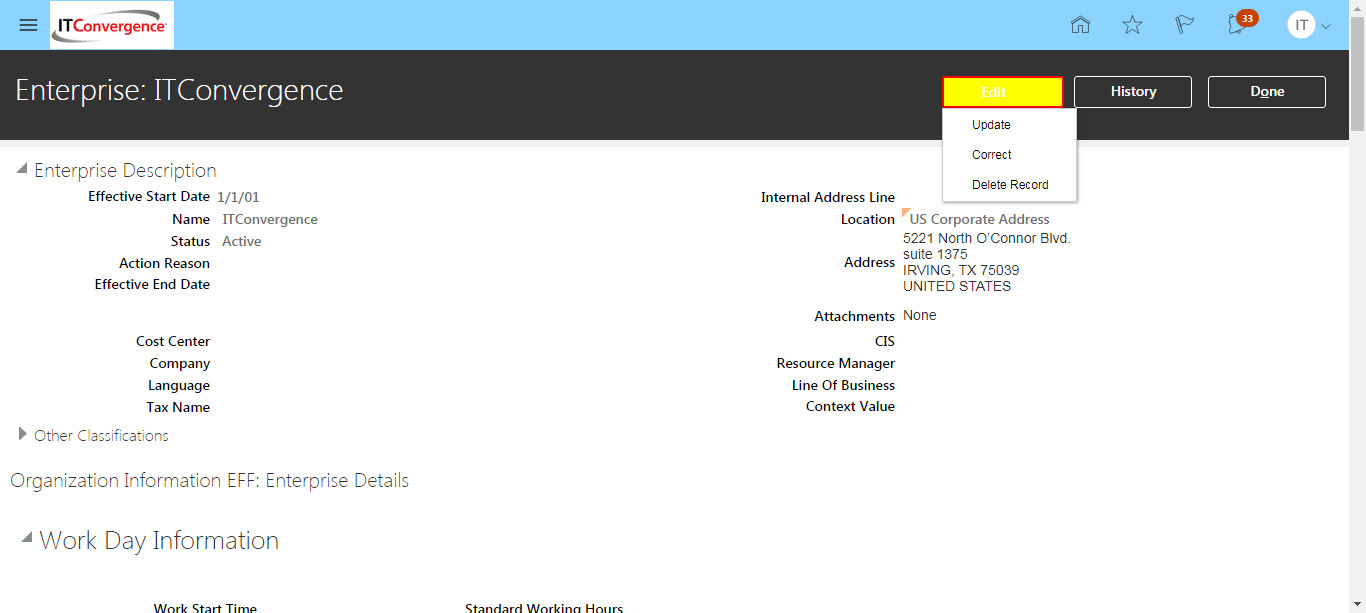 ITConvergence
33
IT
Enterprise: ITConvergence
Edit
History
Done
Update
Correct
Delete Record
Enterprise Description
Effective Start Date 1/1/01
Name ITConvergence
Status Active
Action Reason
Effective End Date
Internal Address Line
Location US Corporate Address
Address 5221 North O'Connor Blvd.
suite 1375
IRVING, TX 75039
UNITED STATES
Attachments None
Cost Center
Company
Language
Tax Name
CIS
Resource Manager
Line Of Business
Context Value
Other Classifications
Organization Information EFF: Enterprise Details
Work Day Information
Work Start Time
Standard Working Hours